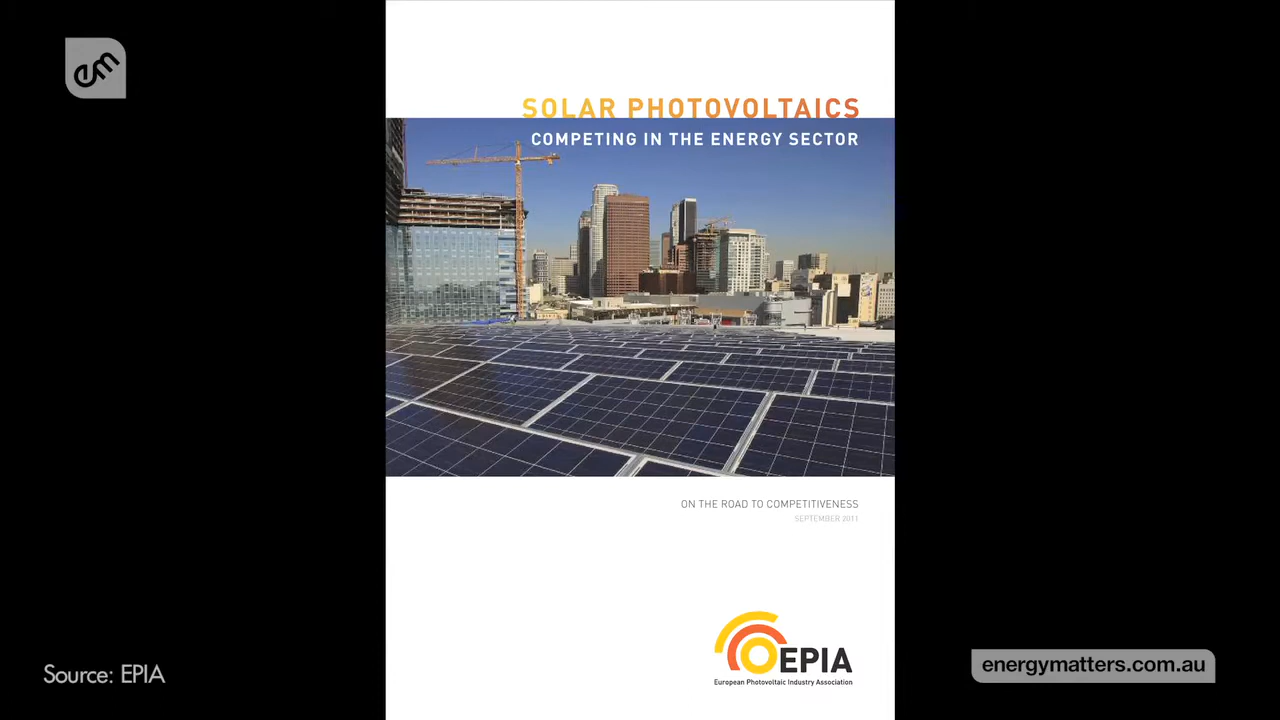 em
SOLAR PHOTOVOLTAICS
COMPETING IN THE ENERGY SECTOR
ON THE ROAD TO COMPETITIVENESS
SEPTEMBER 2011
EPIA
European Photovoltaic Industry Association
Source: EPIA
energymatters.com.au